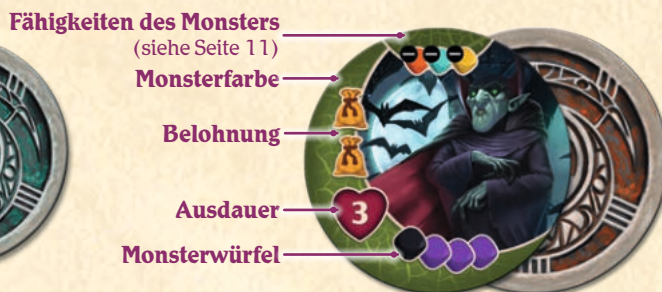 Fähigkeiten des Monsters
(siehe Seite 11)
Monsterfarbe
Belohnung
Ausdauer
3
Monsterwürfel